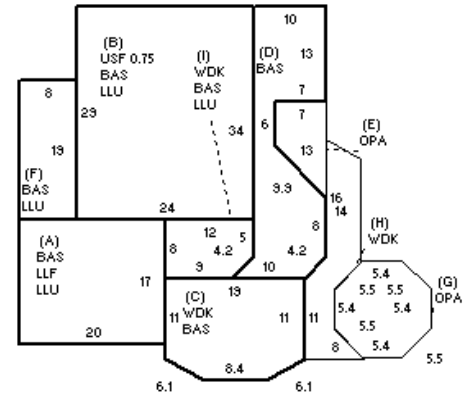 10
(B)
USF 0.75
BAS
LLU
(I)
WDK
BAS
LLU
(D)
BAS
13
8
7
29
7
34
6
(E)
OPA
19
13
(F)
BAS
LLU
9.9
16
14
24
12
5
8
(H)
WDK
(A)
BAS
LLF
LLU
8
4.2
4.2
9
10
5.4
5.5
5.5
(G)
OPA
17
19
(C)
WDK
BAS
11
11
11
5.4
5.4
5.5
20
8
5.4
5.5
8.4
6.1
6.1